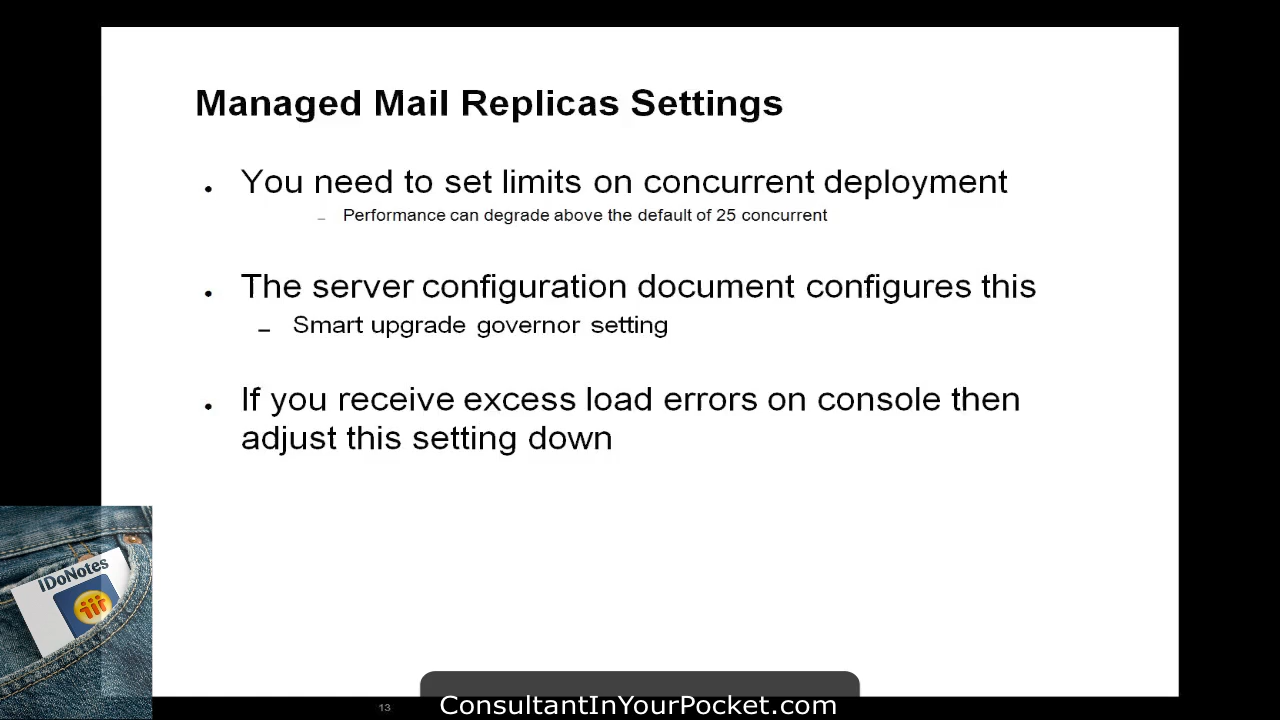 Managed Mail Replicas Settings
• You need to set limits on concurrent deployment
– Performance can degrade above the default of 25 concurrent
• The server configuration document configures this
– Smart upgrade governor setting
• If you receive excess load errors on console then
adjust this setting down
IDoNotes
13
ConsultantInYourPocket.com